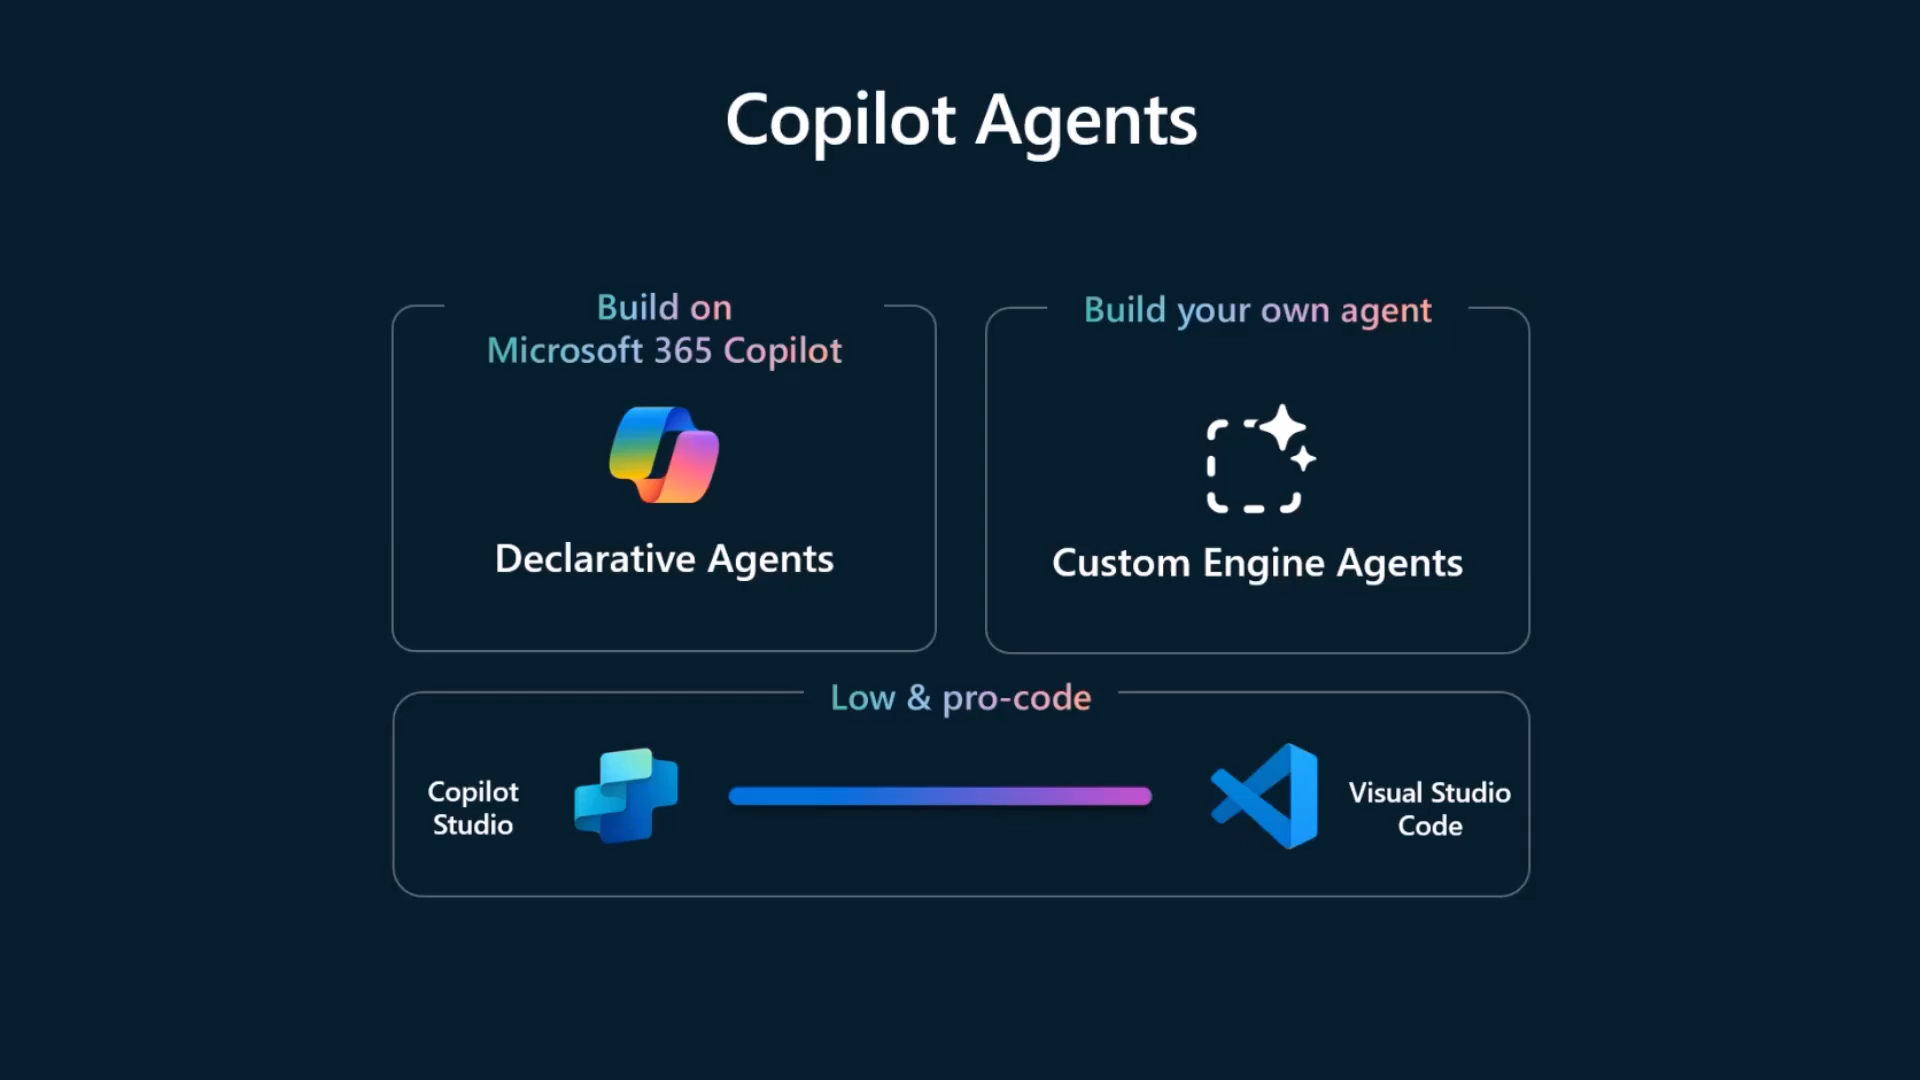 Copilot Agents
Build on
Microsoft 365 Copilot
Declarative Agents
Build your own agent
Custom Engine Agents
Low & pro-code
Copilot
Studio
Visual Studio
Code